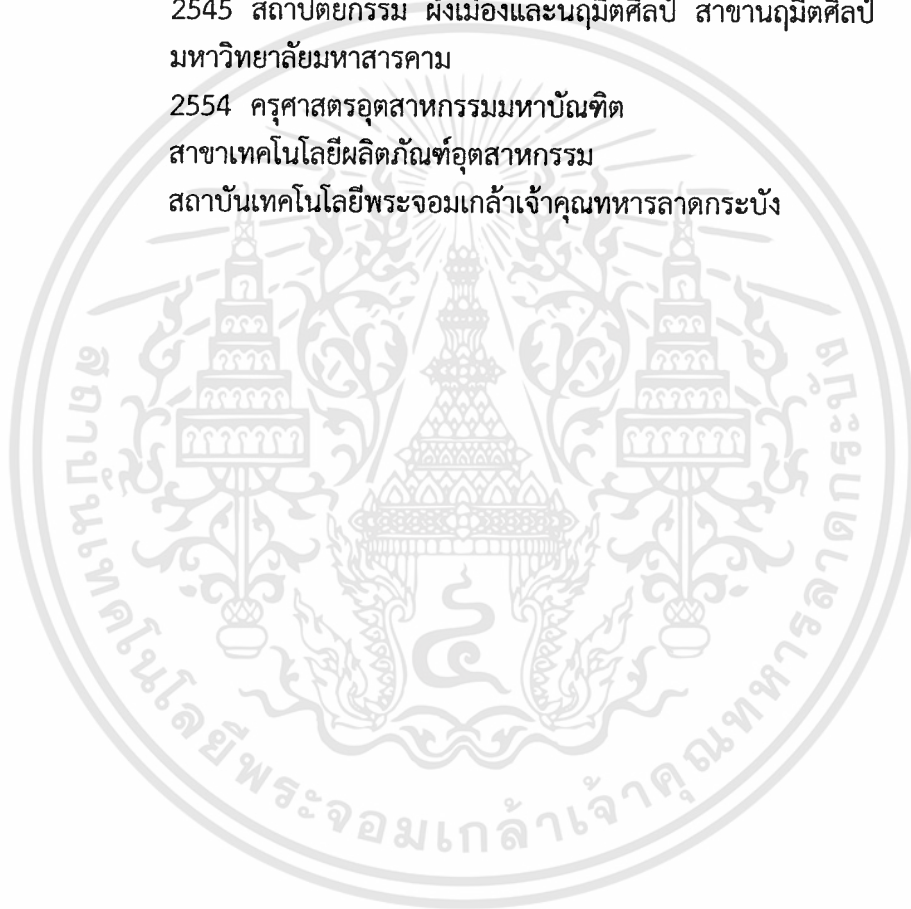 2545 สถาปัตยกรรม ผังเมืองและนฤมิตศิลป์ สาขานฤมิตศิลป์
มหาวิทยาลัยมหาสารคาม
2554 ครุศาสตรอุตสาหกรรมมหาบัณฑิต
สาขาเทคโนโลยีผลิตภัณฑ์อุตสาหกรรม
สถาบันเทคโนโลยีพระจอมเกล้าเจ้าคุณทหารลาดกระบัง
สถาบันเทคโนโลยีพระจอมเกล้าเจ้าคุณทหารลาดกระบัง
๔